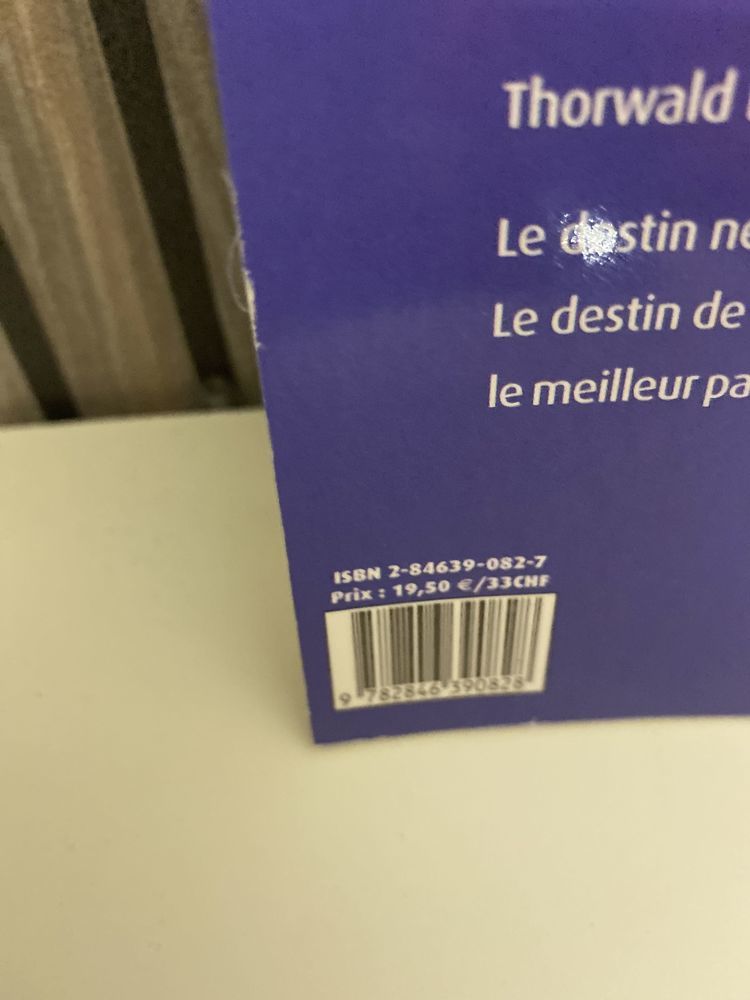 Thorwald
Le destin
Le destin de
le meilleur
ISBN 2-84639-082-7
Prix : 19,50 €/33CHF
9 782846 390828